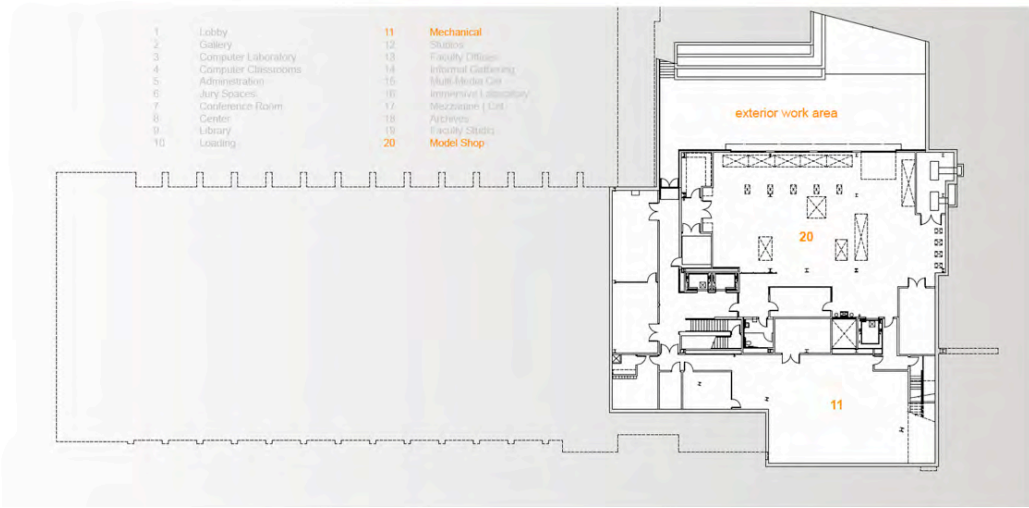 1 Lobby
2 Gallery
3 Computer Laboratory
4 Computer Classrooms
5 Administration
6 Jury Spaces
7 Conference Room
8 Center
9 Library
10 Loading
11 Mechanical
12 Studios
13 Faculty Offices
14 Informal Gathering
15 Multi-Media
16 Immersive Laboratory
17 Mezzanine
18 Archives
19 Faculty Studio
20 Model Shop
exterior work area
20
11